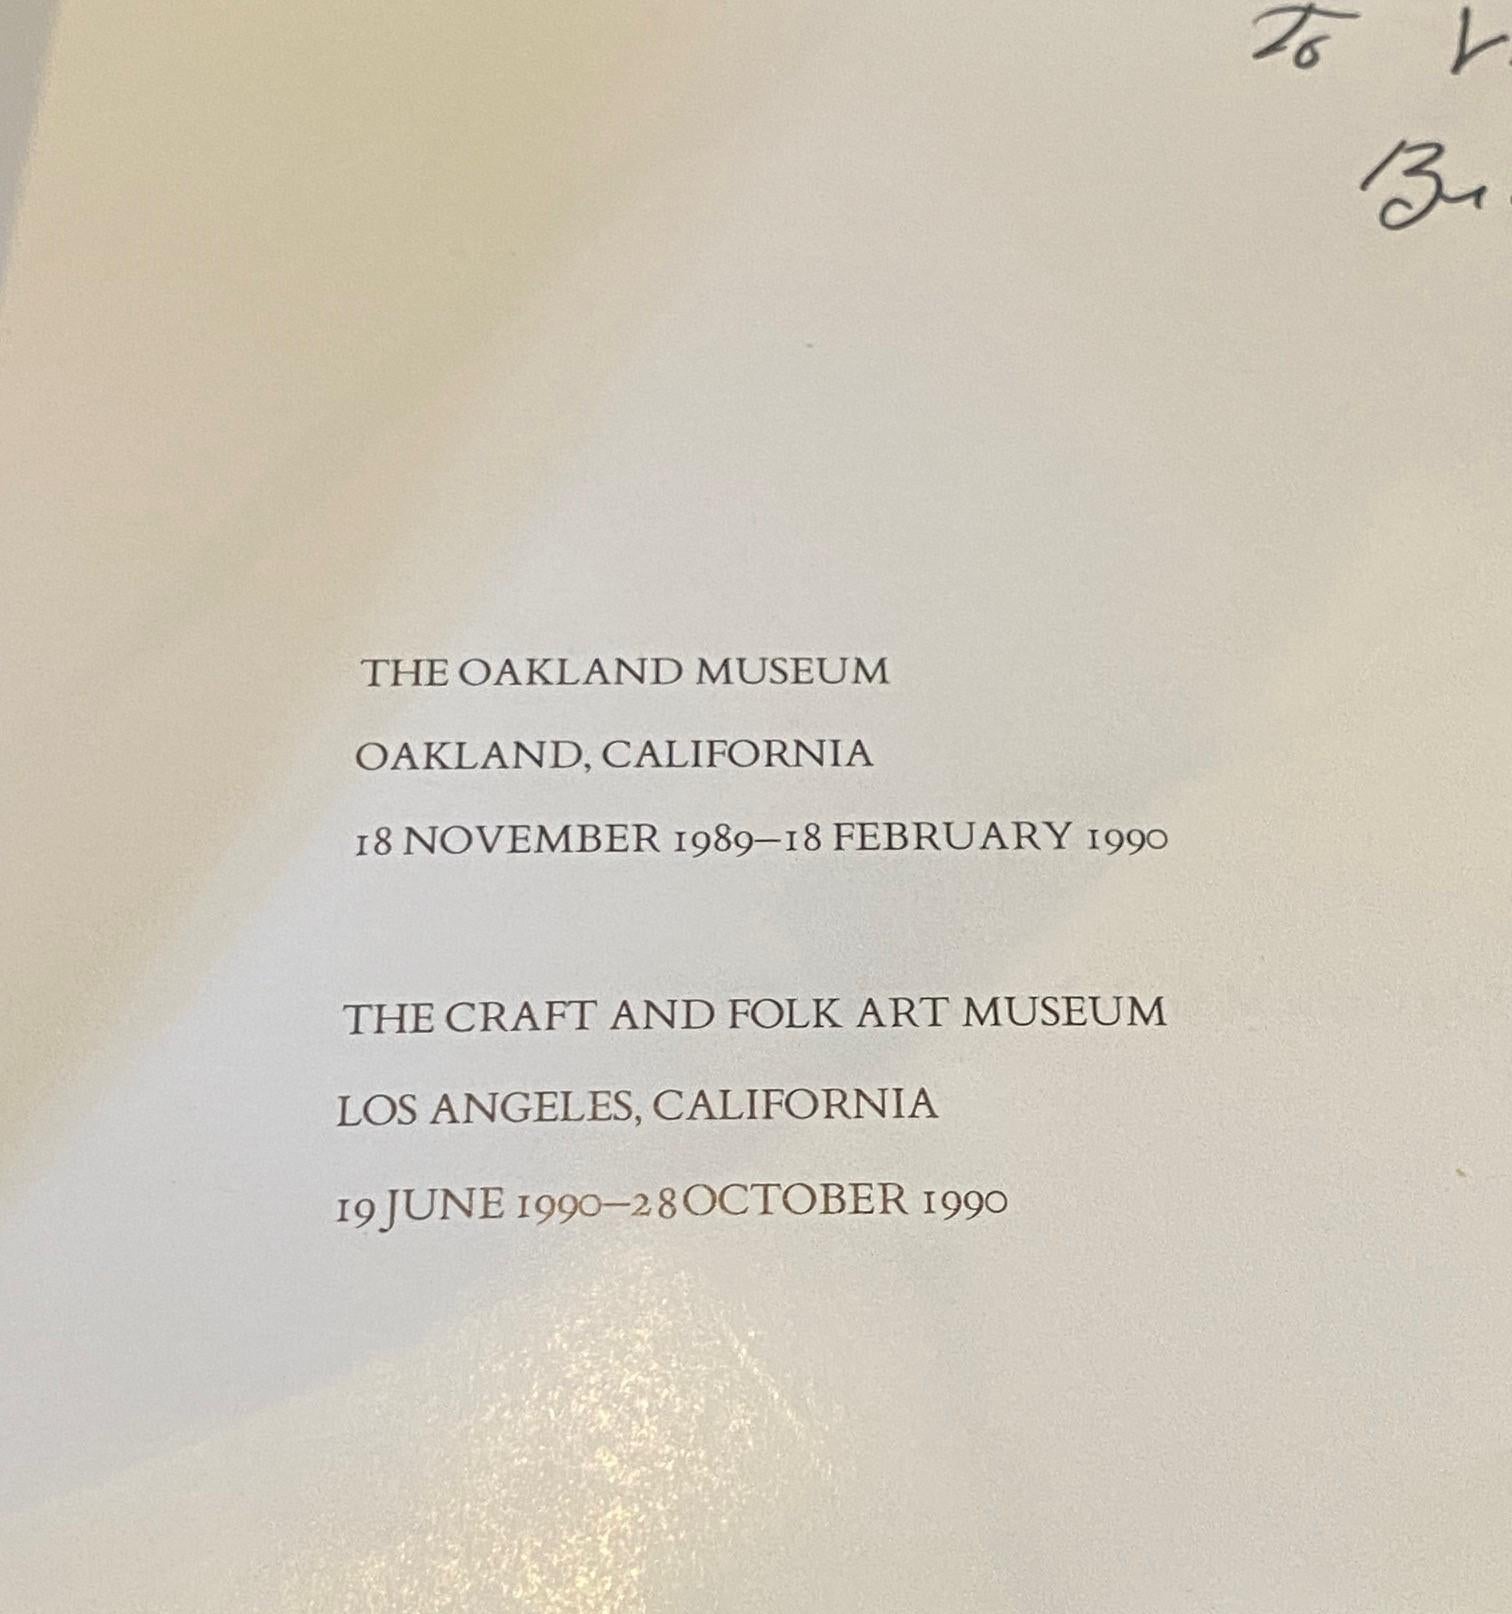 To
THE OAKLAND MUSEUM
OAKLAND, CALIFORNIA
18 NOVEMBER 1989–18 FEBRUARY 1990
THE CRAFT AND FOLK ART MUSEUM
LOS ANGELES, CALIFORNIA
19 JUNE 1990–28 OCTOBER 1990